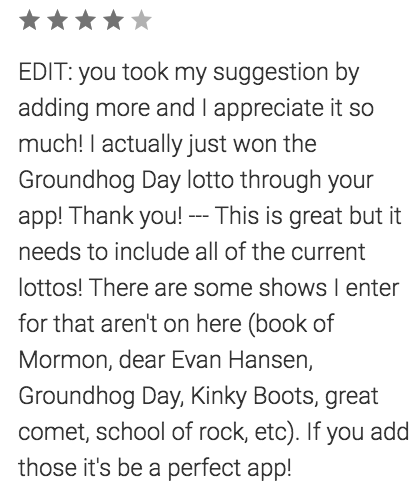 EDIT: you took my suggestion by
adding more and I appreciate it so
much! I actually just won the
Groundhog Day lotto through your
app! Thank you! --- This is great but it
needs to include all of the current
lottos! There are some shows I enter
for that aren't on here (book of
Mormon, dear Evan Hansen,
Groundhog Day, Kinky Boots, great
comet, school of rock, etc). If you add
those it's be a perfect app!